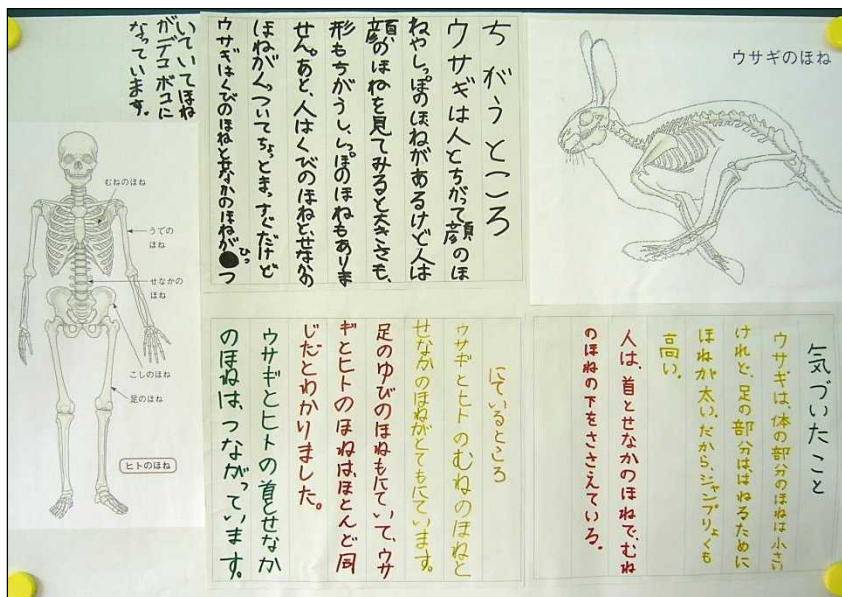 ウサギのほね
気づいたこと
ウサギは、体の部分のほねは小さい
けれど、足の部分は、はねるために
ほねが太い。だから、ジャンプりょくも
高い。
人は、首とせなかのほねで、むね
のほねの下をささえている。
ちがうところ
ウサギは人とちがって顔のほ
ねやしっぽのほねがあるけど人は
顔のほねを見てみると大きさも、
形もちがうし、しっぽのほねもありま
せん。あと、人はくびのほねと、せなかの
ほねがくっついてちょっとまっすぐだけど
ウサギはくびのほねとせなかのほねがひっつ
いていてほね
がデコボコに
なっています。
にているところ
ウサギとヒトのむねのほねと
せなかのほねがとてもにています。
足のゆびのほねもにていて、ウサ
ギとヒトのほねは、ほとんど同
じだとわかりました。
ウサギとヒトの首とせなか
のほねは、つながっています。
むねのほね
うでの
ほね
せなかの
ほね
こしのほね
足のほね
ヒトのほね